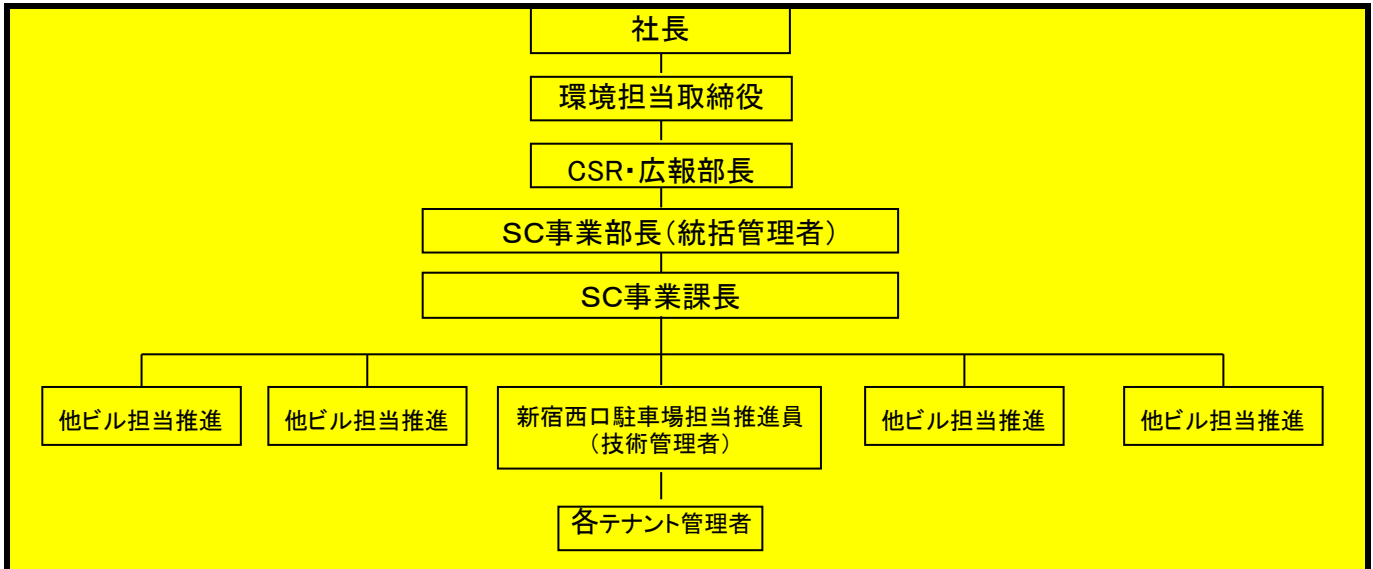 社長
環境担当取締役
CSR・広報部長
SC事業部長(統括管理者)
SC事業課長
他ビル担当推進
他ビル担当推進
新宿西口駐車場担当推進員
(技術管理者)
他ビル担当推進
他ビル担当推進
各テナント管理者